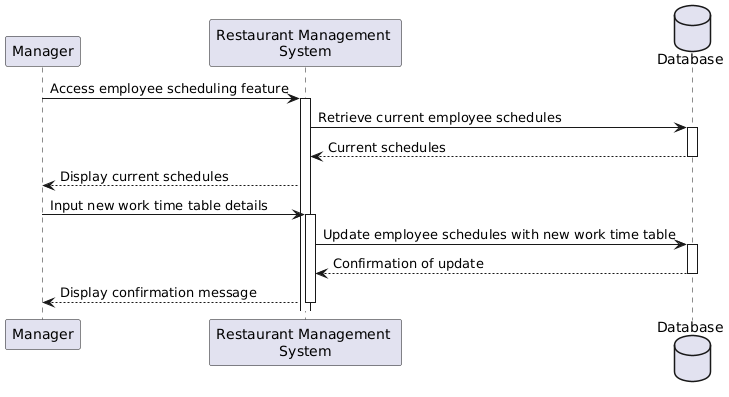 Manager
Restaurant Management
System
Database
Access employee scheduling feature
Retrieve current employee schedules
Current schedules
Display current schedules
Input new work time table details
Update employee schedules with new work time table
Confirmation of update
Display confirmation message
Manager
Restaurant Management
System
Database